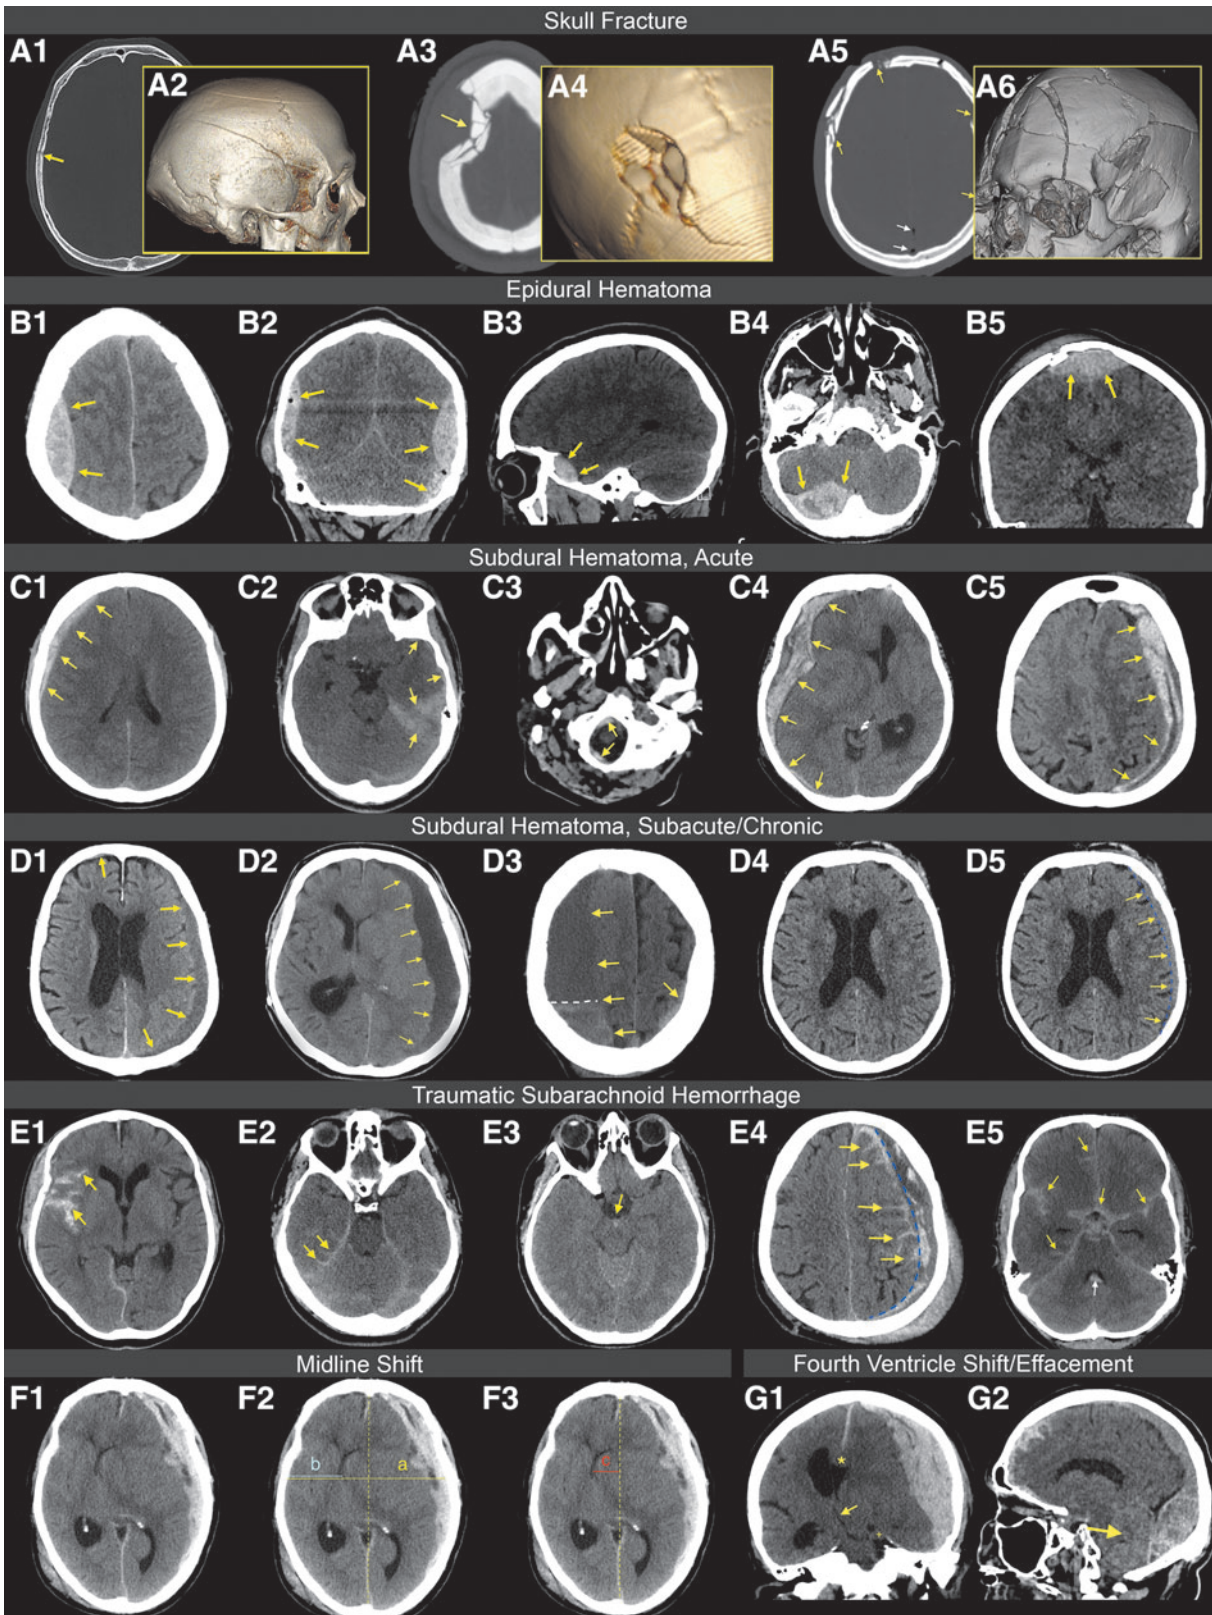 Skull Fracture
A1
A2
A3
A4
A5
A6
Epidural Hematoma
B1
B2
B3
B4
B5
Subdural Hematoma, Acute
C1
C2
C3
C4
C5
Subdural Hematoma, Subacute/Chronic
D1
D2
D3
D4
D5
Traumatic Subarachnoid Hemorrhage
E1
E2
E3
E4
E5
Midline Shift
Fourth Ventricle Shift/Effacement
F1
F2
b
a
F3
c
G1
*
*
G2